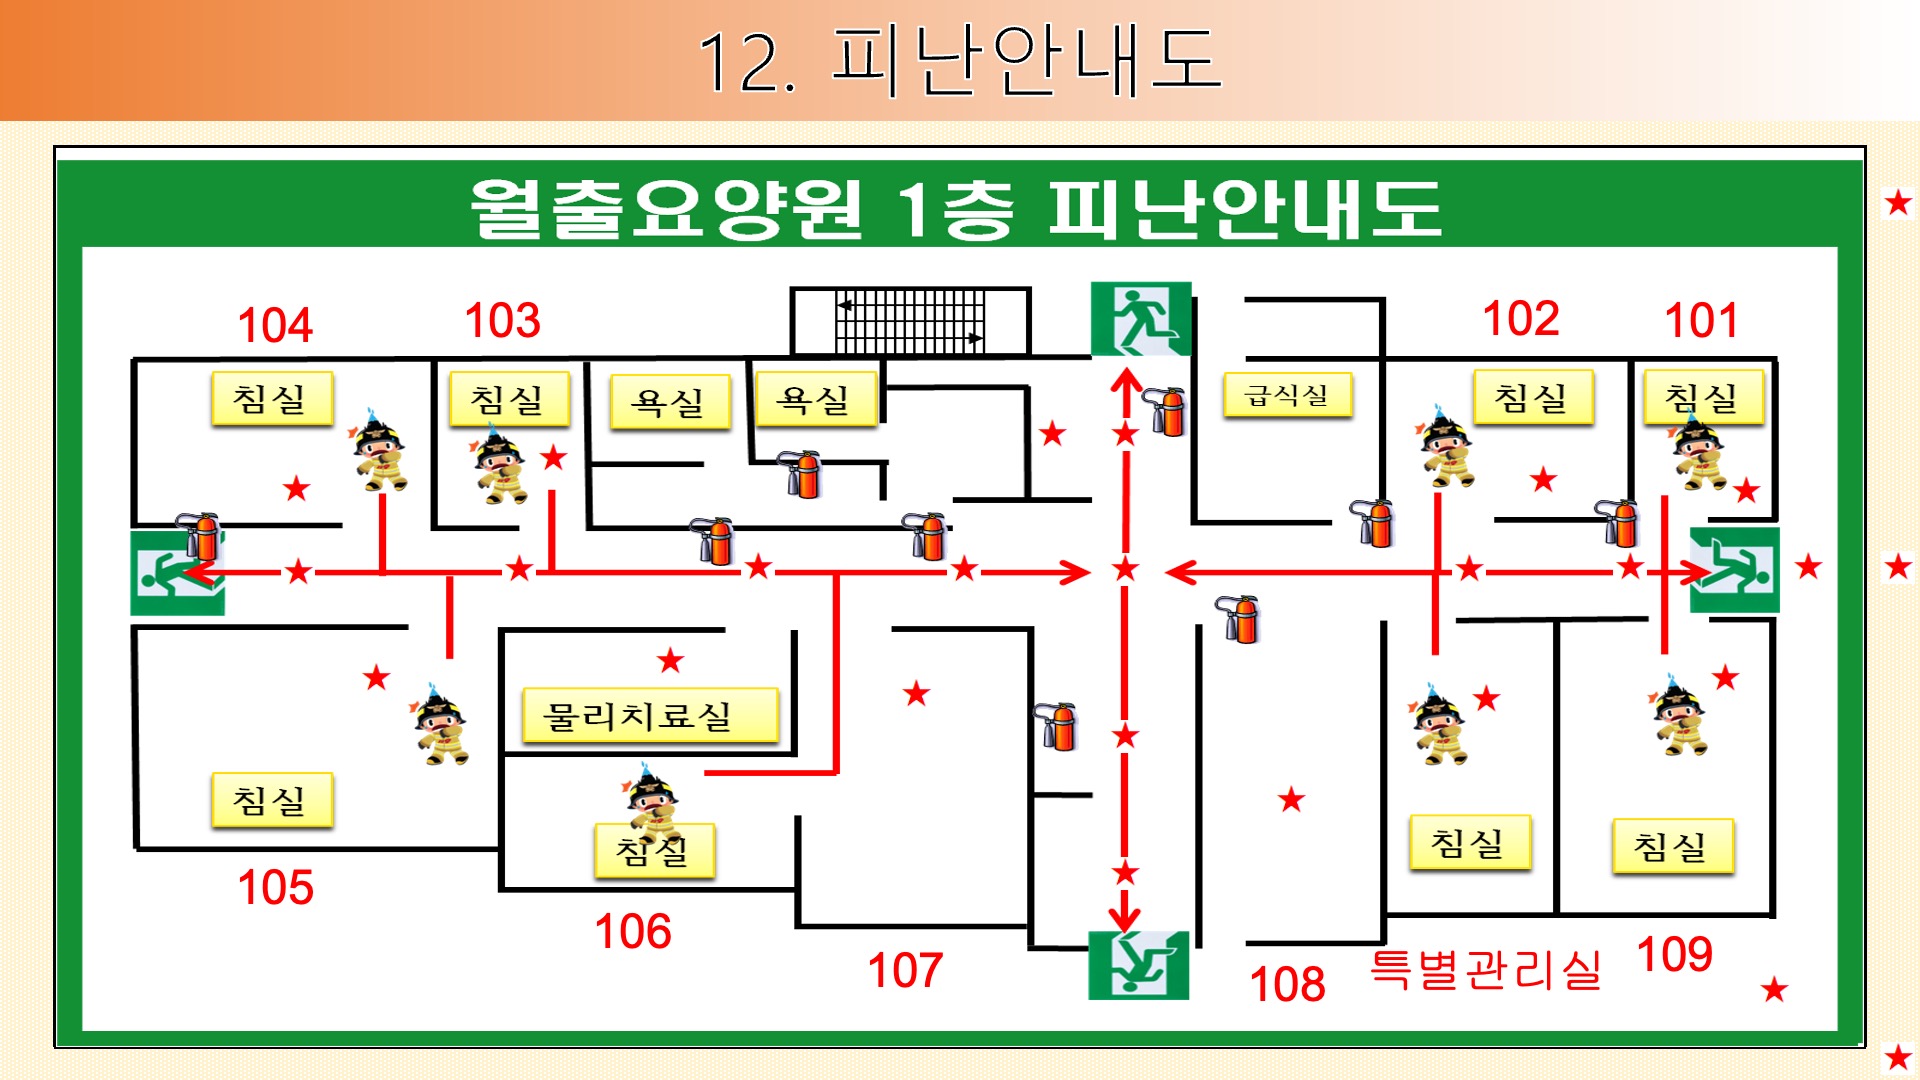 12. 피난안내도
월출요양원 1층 피난안내도
104
103
102
101
침실
침실
욕실
욕실
급식실
침실
침실
물리치료실
침실
침실
침실
침실
105
106
107
108
특별관리실
109